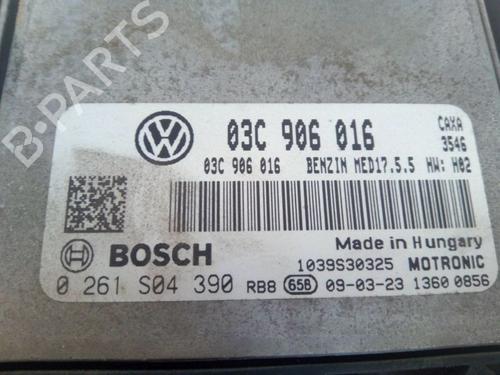 B-PARTS
03C 906 016 CAXA
3546
03C 906 016 BENZIN MED17.5.5 HW: H02
Made in Hungary
BOSCH 1039S30325 MOTRONIC
0 261 S04 390 RB8 65B 09-03-23 1360 0856